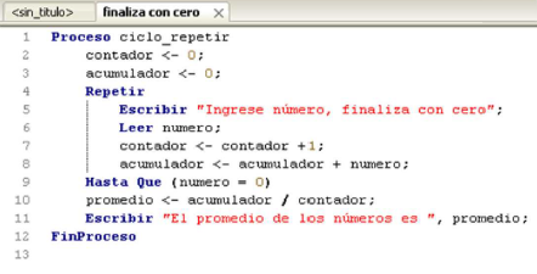 <sin_titulo> finaliza con cero X
1 Proceso ciclo_repetir
2 contador <- 0;
3 acumulador <- 0;
4 Repetir
5 Escribir "Ingrese número, finaliza con cero";
6 Leer numero;
7 contador <- contador +1;
8 acumulador <- acumulador + numero;
9 Hasta Que (numero = 0)
10 promedio <- acumulador / contador;
11 Escribir "El promedio de los números es ", promedio;
12 FinProceso
13